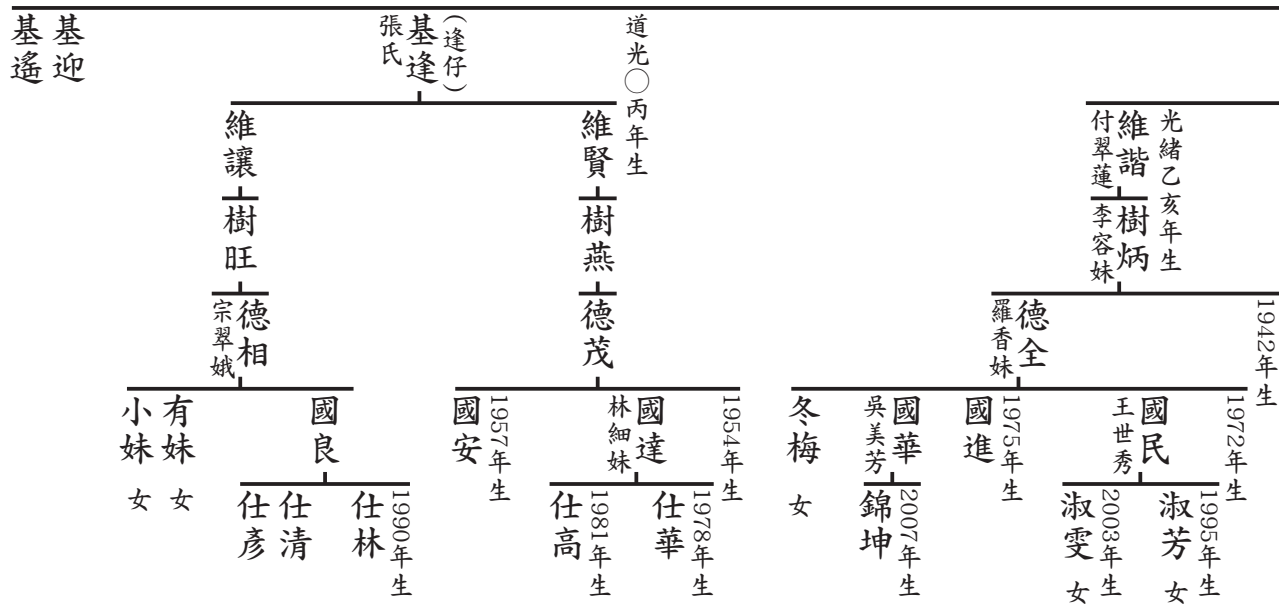 道光○丙年生
(逢仔)
基逢
張氏
基迎
基遙
光緒乙亥年生
維諧
付翠蓮
維賢
維讓
樹炳
李容妹
樹燕
樹旺
1942年生
德全
羅香妹
德茂
德相
宗翠娥
1972年生
國民
王世秀
1975年生
國進
國華
吳美芳
冬梅 女
1954年生
國達
林細妹
1957年生
國安
國良
有妹 女
小妹 女
1995年生
淑芳 女
2003年生
淑雯 女
2007年生
錦坤
1978年生
仕華
1981年生
仕高
1990年生
仕林
仕清
仕彥